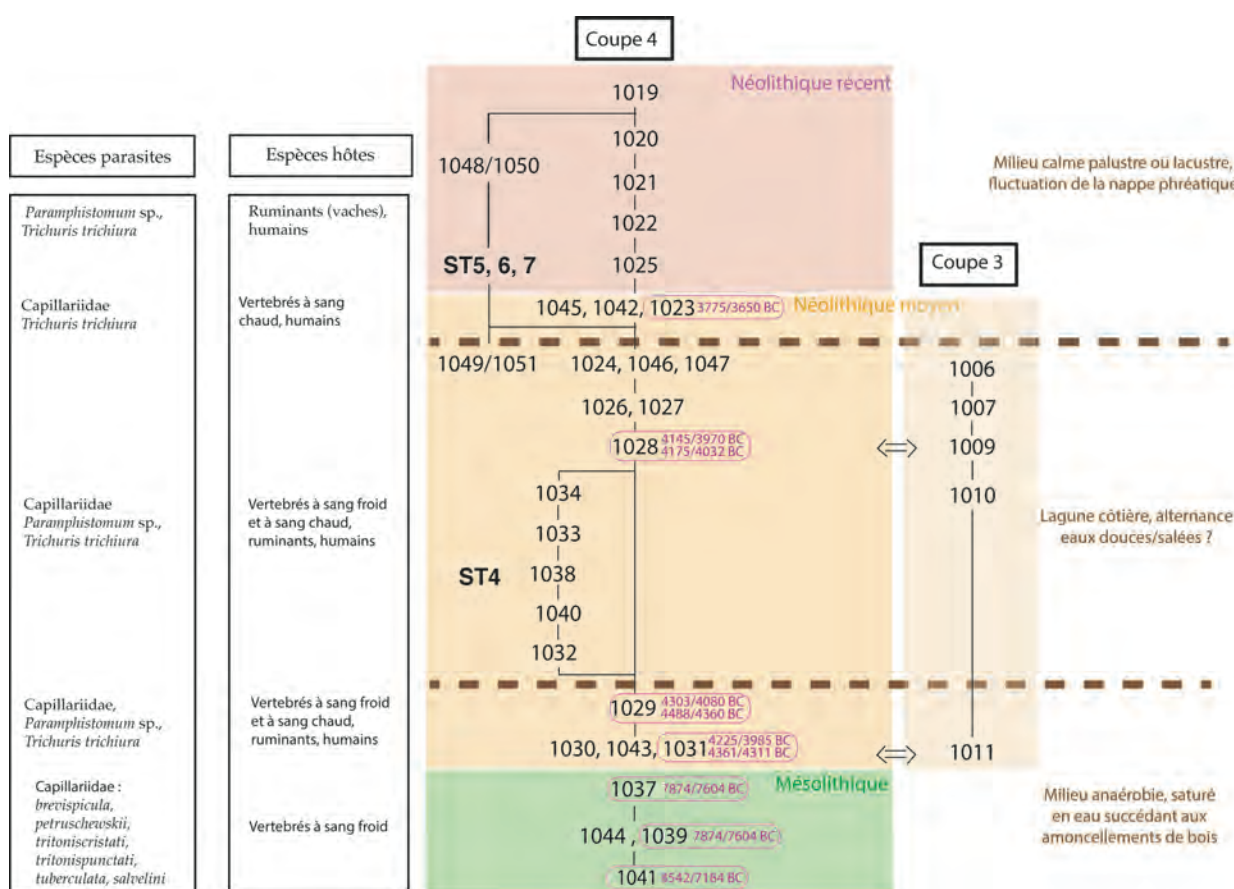 Coupe 4
Néolithique récent
1019
1020
1048/1050
1021
1022
ST5, 6, 7
1025
Espèces parasites
Espèces hôtes
Paramphistomum sp.,
Trichuris trichiura
Ruminants (vaches),
humains
Capillariidae
Trichuris trichiura
Vertebrés à sang
chaud, humains
Capillariidae
Paramphistomum sp.,
Trichuris trichiura
Vertebrés à sang froid
et à sang chaud,
ruminants, humains
Capillariidae,
Paramphistomum sp.,
Trichuris trichiura
Vertebrés à sang froid
et à sang chaud,
ruminants, humains
Capillariidae :
brevispicula,
petruschewskii,
tritoniscristati,
tritonispunctati,
tuberculata, salvelini
Vertebrés à sang froid
1045, 1042, 1023 3775/3650 BC
Néolithique moyen
1049/1051
1024, 1046, 1047
1026, 1027
1028 4145/3970 BC
4175/4032 BC
1034
1033
ST4
1038
1040
1032
1029 4303/4080 BC
4488/4360 BC
1030, 1043, 1031 4225/3985 BC
4361/4311 BC
Mésolithique
1037 7874/7604 BC
1044 , 1039 7874/7604 BC
1041 8542/7184 BC
Coupe 3
1006
1007
1009
1010
1011
Milieu calme palustre ou lacustre,
fluctuation de la nappe phréatique
Lagune côtière, alternance
eaux douces/salées ?
Milieu anaérobie, saturé
en eau succédant aux
amoncellements de bois